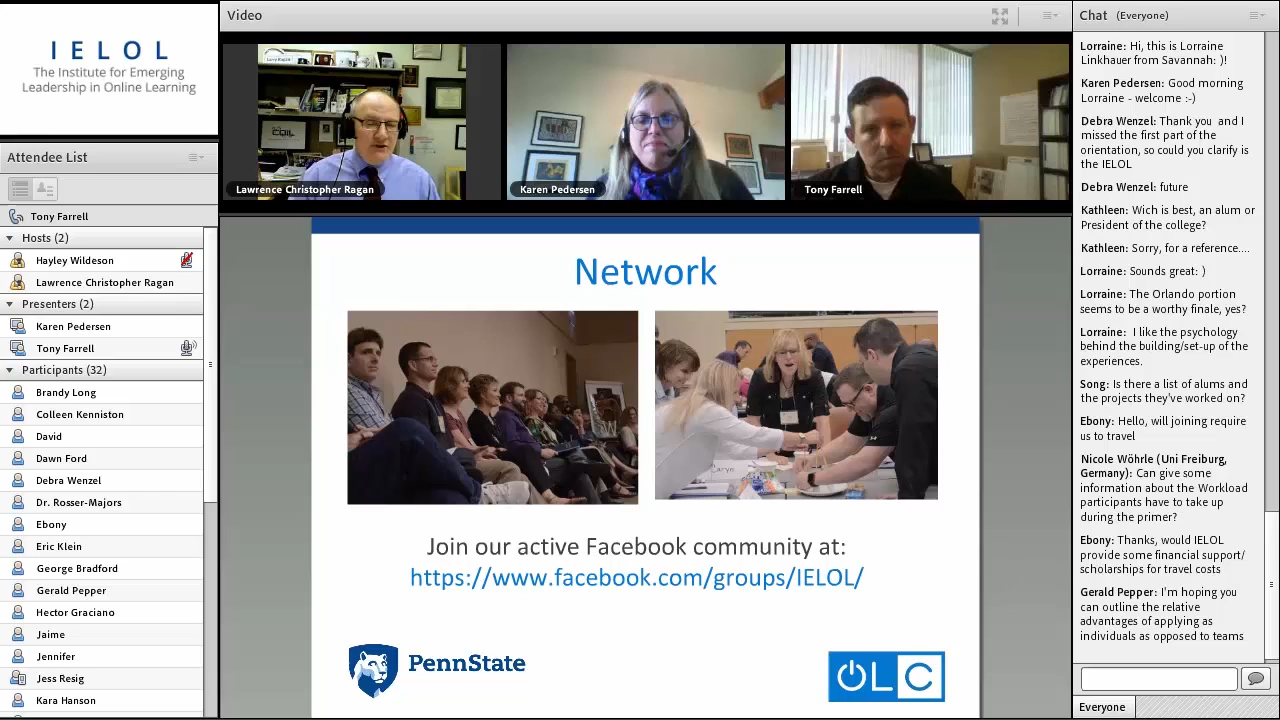 I E L O L
The Institute for Emerging
Leadership in Online Learning
Attendee List
Tony Farrell
Hosts (2)
Hayley Wildeson
Lawrence Christopher Ragan
Presenters (2)
Karen Pedersen
Tony Farrell
Participants (32)
Brandy Long
Colleen Kenniston
David
Dawn Ford
Debra Wenzel
Dr. Rosser-Majors
Ebony
Eric Klein
George Bradford
Gerald Pepper
Hector Graciano
Jaime
Jennifer
Jess Resig
Kara Hanson
Video
COIL
Lawrence Christopher Ragan
Karen Pedersen
Tony Farrell
Network
Join our active Facebook community at:
https://www.facebook.com/groups/IELOL/
PennState
OLC
Chat (Everyone)
Lorraine: Hi, this is Lorraine
Linkhauer from Savannah: )!
Karen Pedersen: Good morning
Lorraine - welcome :-)
Debra Wenzel: Thank you and I
missed the first part of the
orientation, so could you clarify is
the IELOL
Debra Wenzel: future
Kathleen: Wich is best, an alum or
President of the college?
Kathleen: Sorry, for a reference....
Lorraine: Sounds great: )
Lorraine: The Orlando portion
seems to be a worthy finale, yes?
Lorraine: I like the psychology
behind the building/set-up of the
experiences.
Song: Is there a list of alums and
the projects they've worked on?
Ebony: Hello, will joining require
us to travel
Nicole Wöhrle (Uni Freiburg,
Germany): Can give some
information about the Workload
participants have to take up
during the primer?
Ebony: Thanks, would IELOL
provide some financial support/
scholarships for travel costs
Gerald Pepper: I'm hoping you
can outline the relative
advantages of applying as
individuals as opposed to teams
Everyone